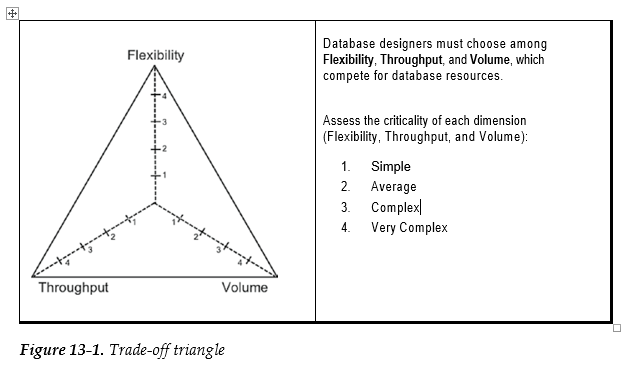 Flexibility
4
3
2
1
1
2
3
4
1
2
3
4
Throughput
Volume
Database designers must choose among
Flexibility, Throughput, and Volume, which
compete for database resources.
Assess the criticality of each dimension
(Flexibility, Throughput, and Volume):
1. Simple
2. Average
3. Complex
4. Very Complex
Figure 13-1. Trade-off triangle